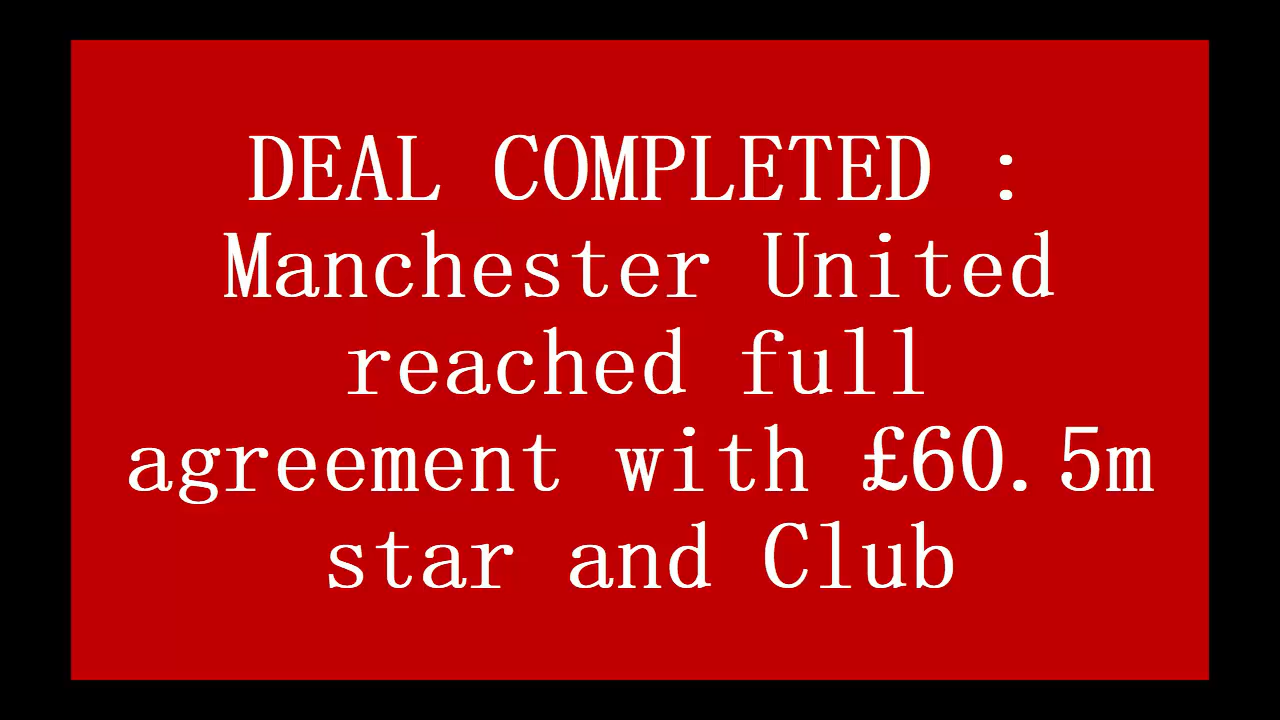 DEAL COMPLETED :
Manchester United
reached full
agreement with £60.5m
star and Club